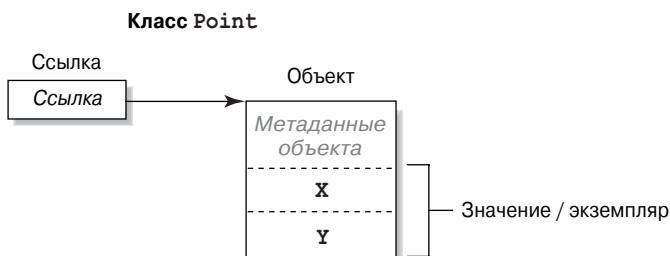 Класс Point
Ссылка
Объект
Ссылка
Метаданные
объекта
X
Y
Значение / экземпляр